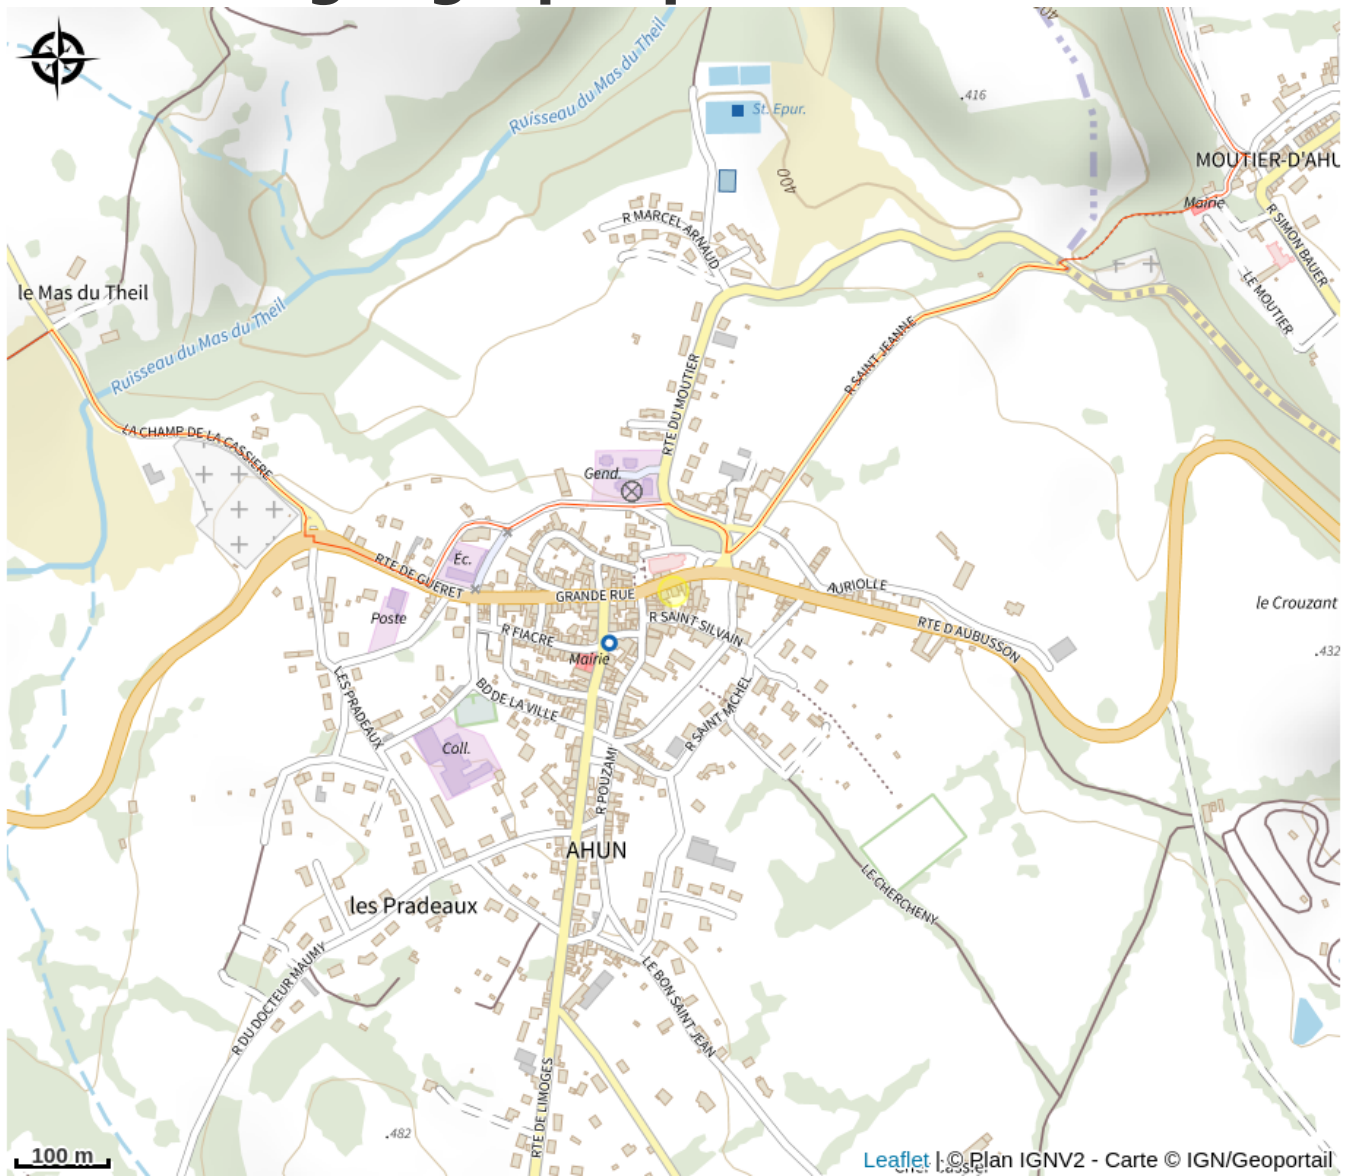 .416
St. Epur.
Ruisseau du Mas du Theil
400
MOUTIER-D'AHU
Mairie
R MARCEL ARNAUD
R SIMON BAUER
LE MOUTIER
le Mas du Theil
Ruisseau du Mas du Theil
R SAINT JEANNE
RTE DU MOUTIER
LA CHAMP DE LA CASSIERE
Gend.
Éc.
RTE DE GUERET
GRANDE RUE
AURIOLLE
le Crouzant
Poste
R SAINT SILVAIN
RTE D'AUBUSSON
R FIACRE
Mairie
.432
LES PRADEAUX
BD DE LA VILLE
R SAINT MICHEL
Coll.
R POUZAMI
AHUN
LE CHERCHENY
les Pradeaux
R DU DOCTEUR MAUMY
LE BON SAINT JEAN
RTE DE LIMOGES
.482
100 m
Leaflet | © Plan IGNV2 - Carte © IGN/Geoportail